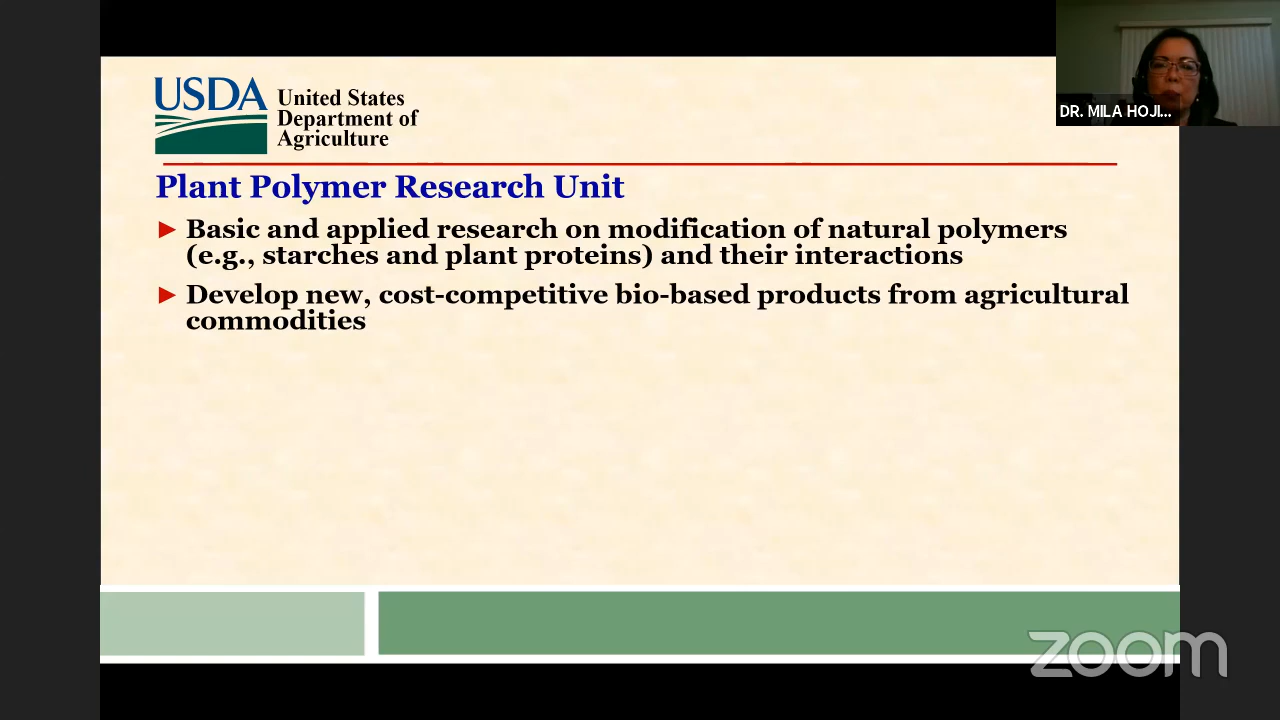 USDA
United States
Department of
Agriculture
DR. MILA HOJI...
Plant Polymer Research Unit
► Basic and applied research on modification of natural polymers
(e.g., starches and plant proteins) and their interactions
► Develop new, cost-competitive bio-based products from agricultural
commodities
zoom